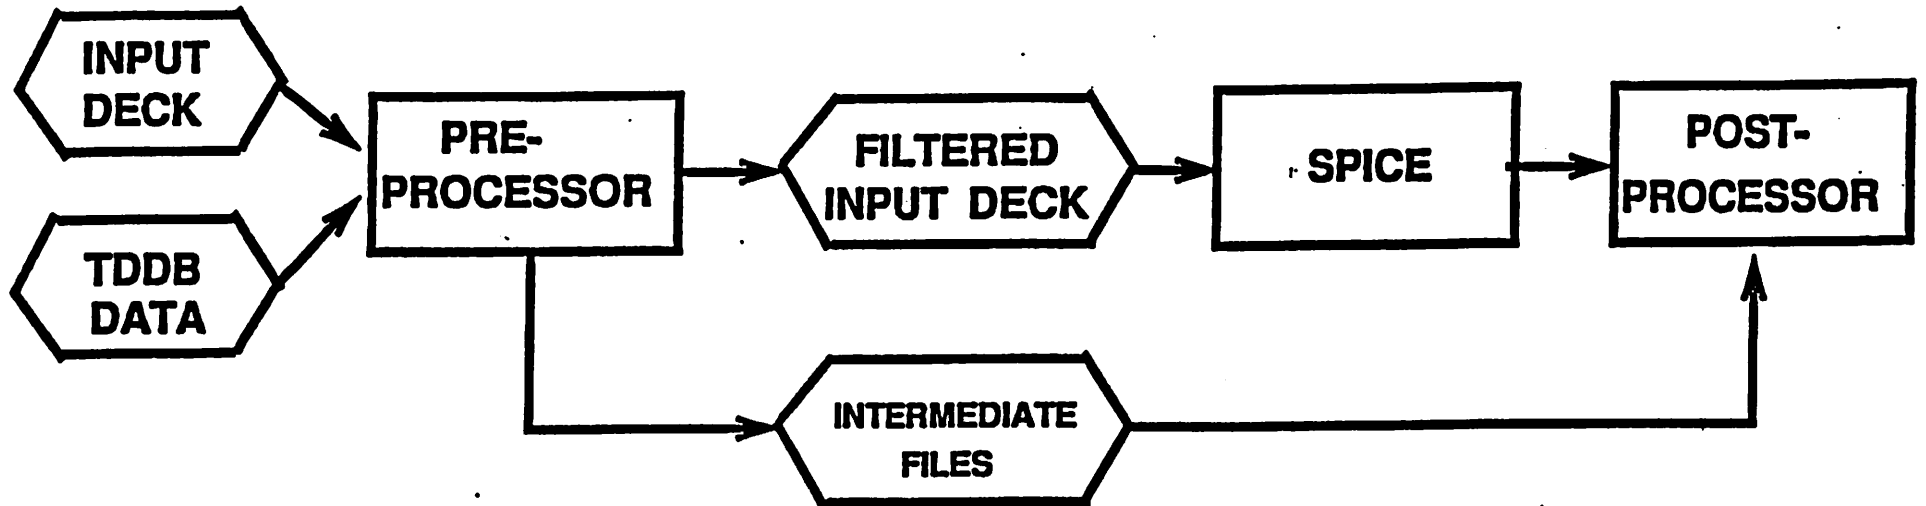 INPUT
DECK
TDDB
DATA
PRE-
PROCESSOR
FILTERED
INPUT DECK
SPICE
POST-
PROCESSOR
INTERMEDIATE
FILES